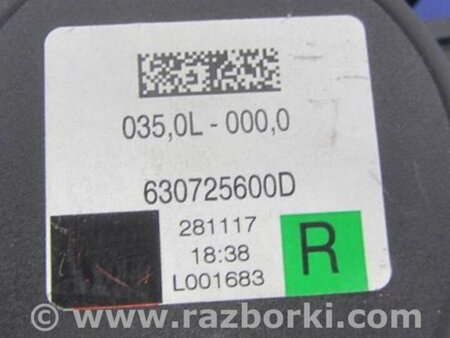 035,0L - 000,0
630725600D
281117
18:38
L001683
R
© www.razborki.com